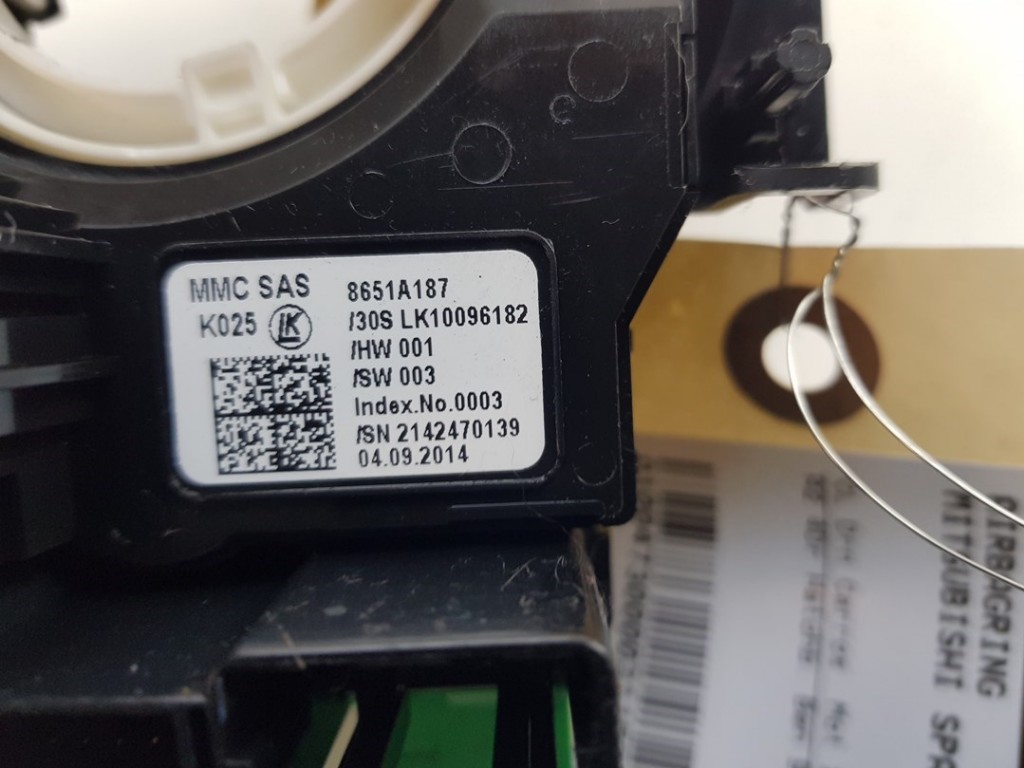 MMC SAS
K025 LK
8651A187
/30S LK10096182
/HW 001
/SW 003
Index.No.0003
/SN 2142470139
04.09.2014
AIRBAGRING
MITSUBISHI